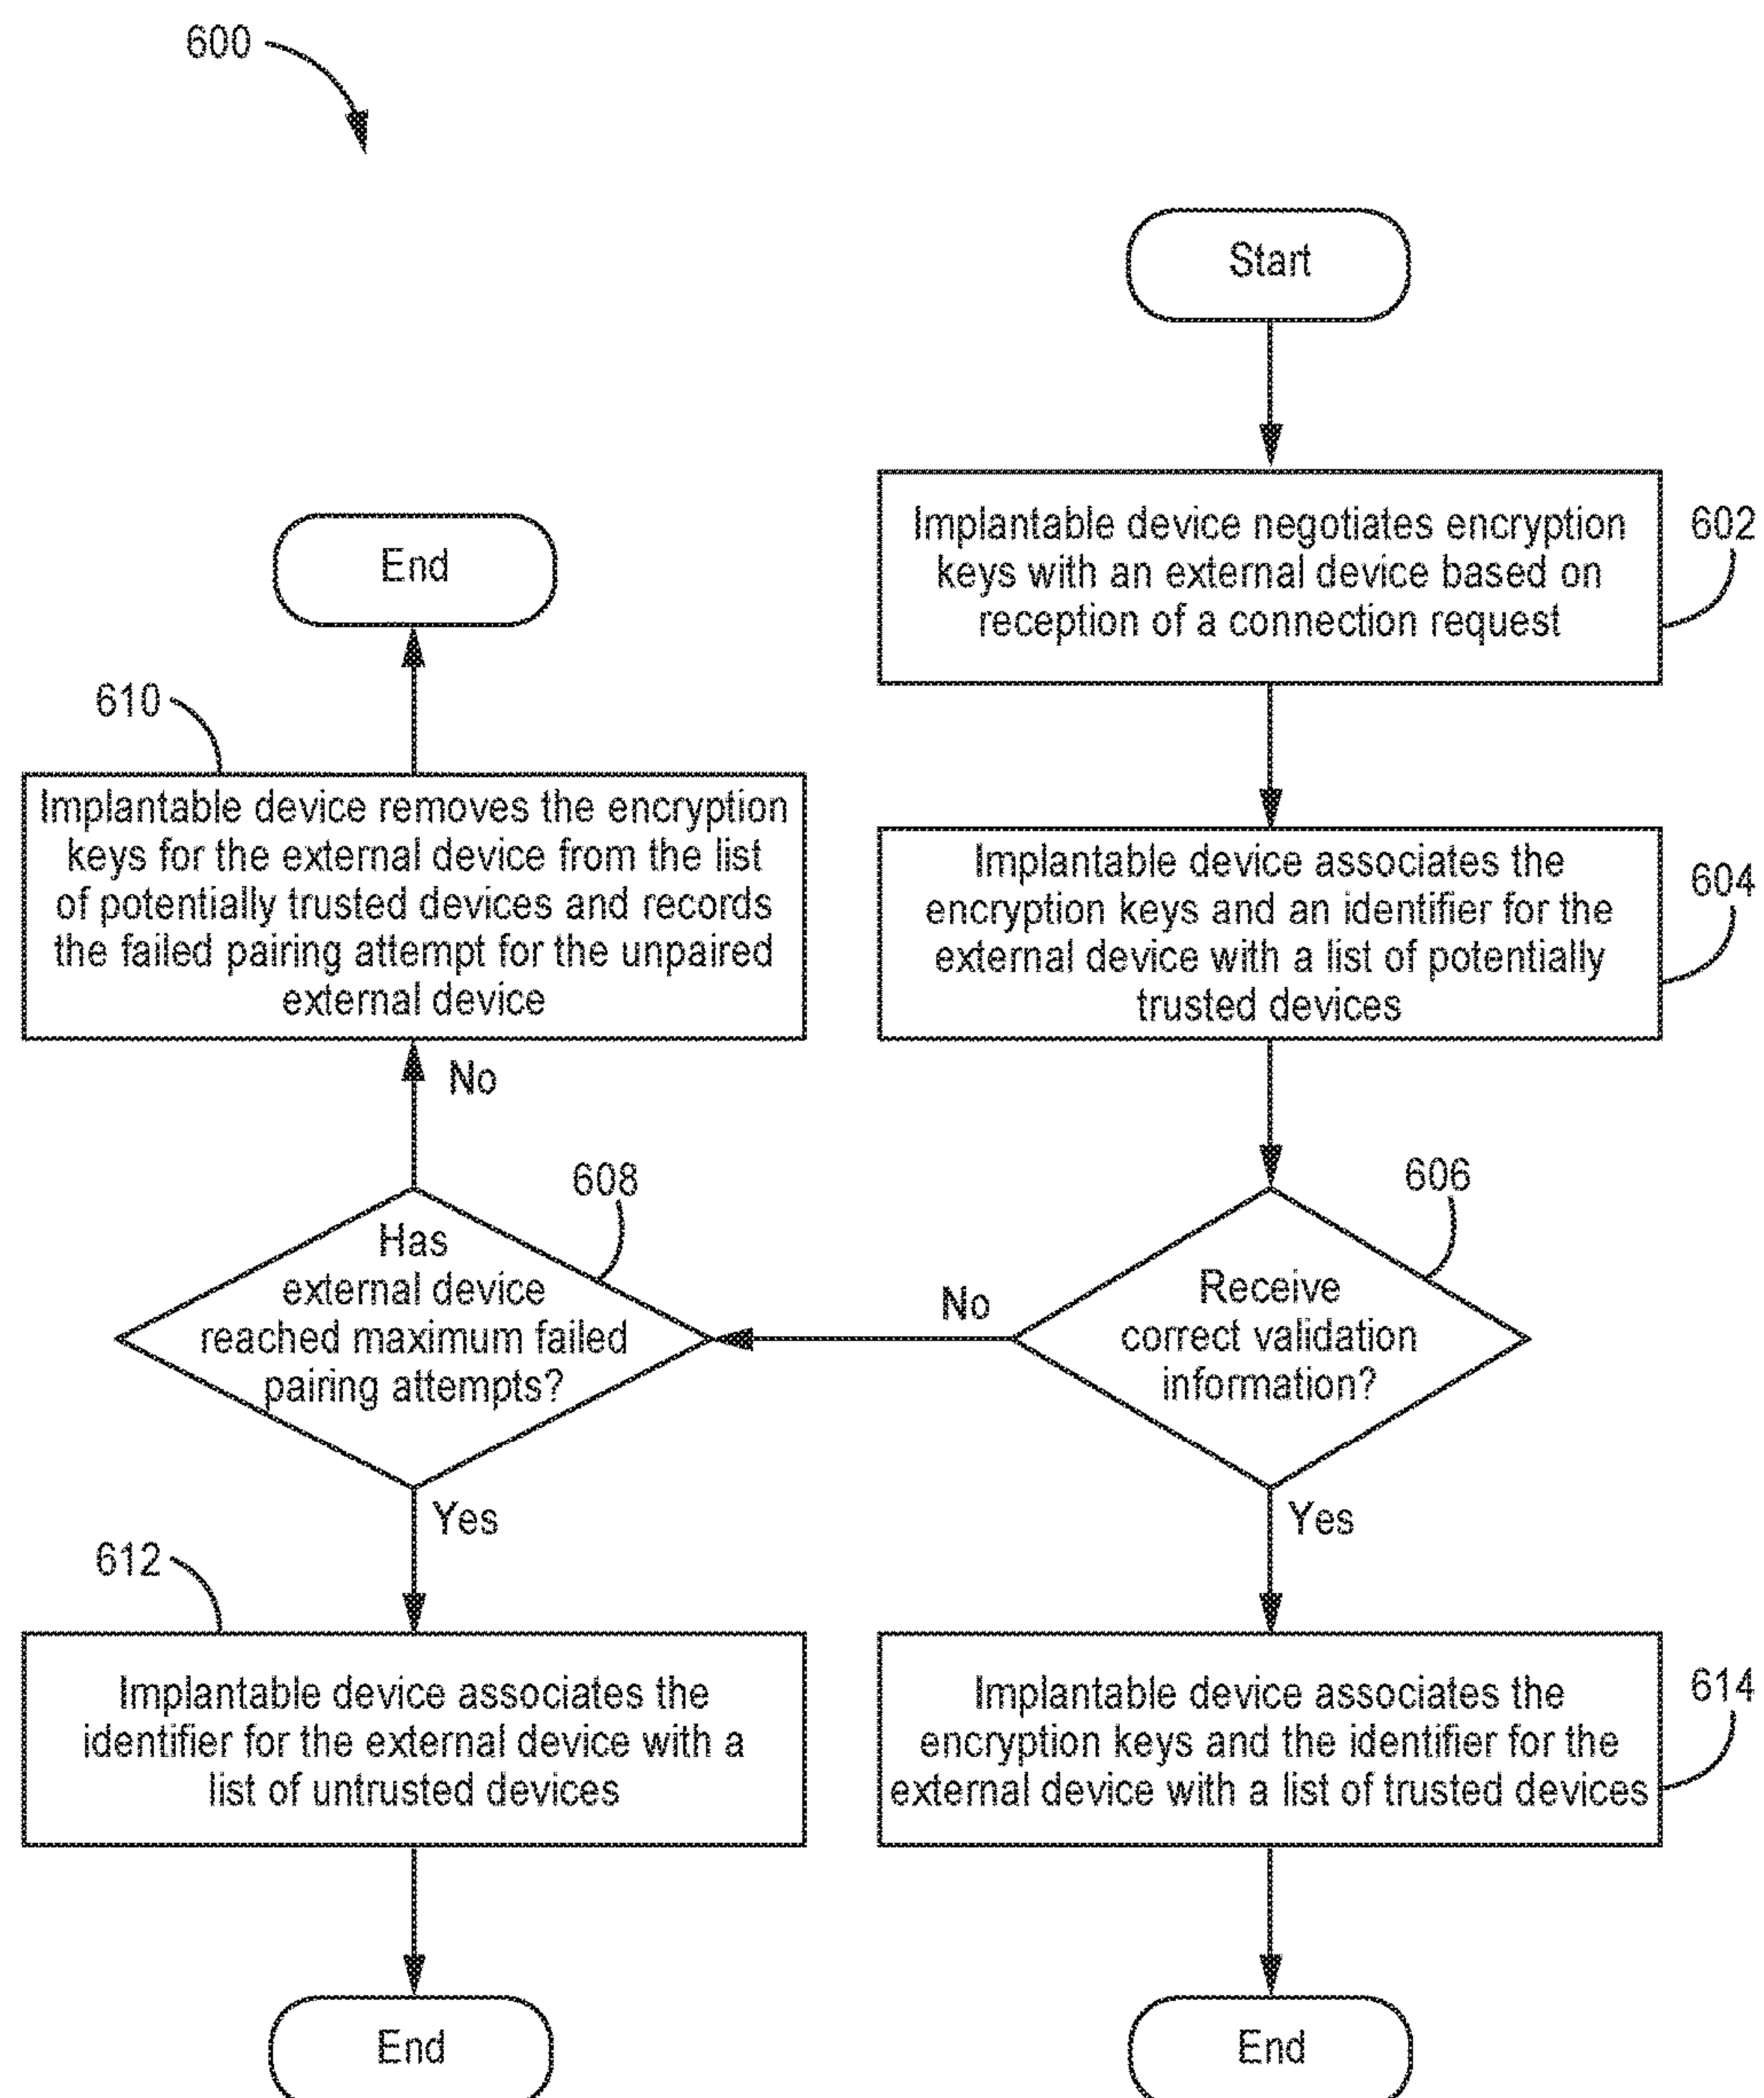 600
Start
Implantable device negotiates encryption
keys with an external device based on
reception of a connection request
602
End
610
Implantable device removes the encryption
keys for the external device from the list
of potentially trusted devices and records
the failed pairing attempt for the unpaired
external device
Implantable device associates the
encryption keys and an identifier for the
external device with a list of potentially
trusted devices
604
No
608
Has
external device
reached maximum failed
pairing attempts?
No
606
Receive
correct validation
information?
Yes
Yes
612
Implantable device associates the
identifier for the external device with a
list of untrusted devices
Implantable device associates the
encryption keys and the identifier for the
external device with a list of trusted devices
614
End
End